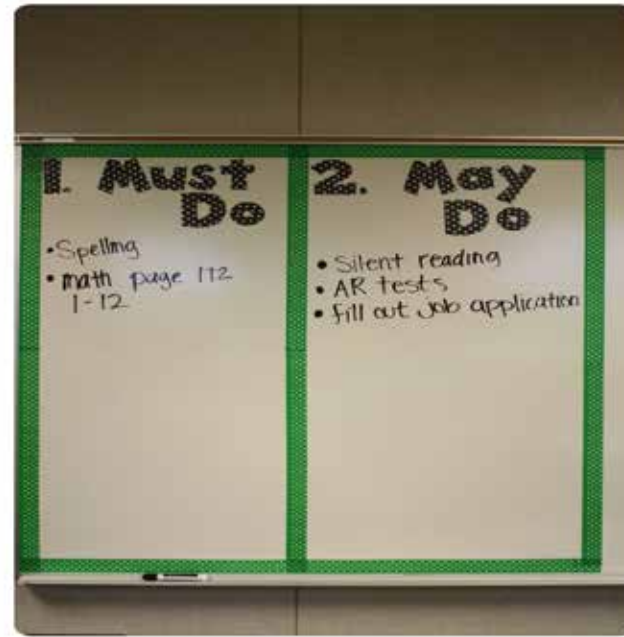 1. Must
Do
• Spelling
• math page 112
1-12
2. May
Do
• Silent reading
• AR tests
• fill out job application